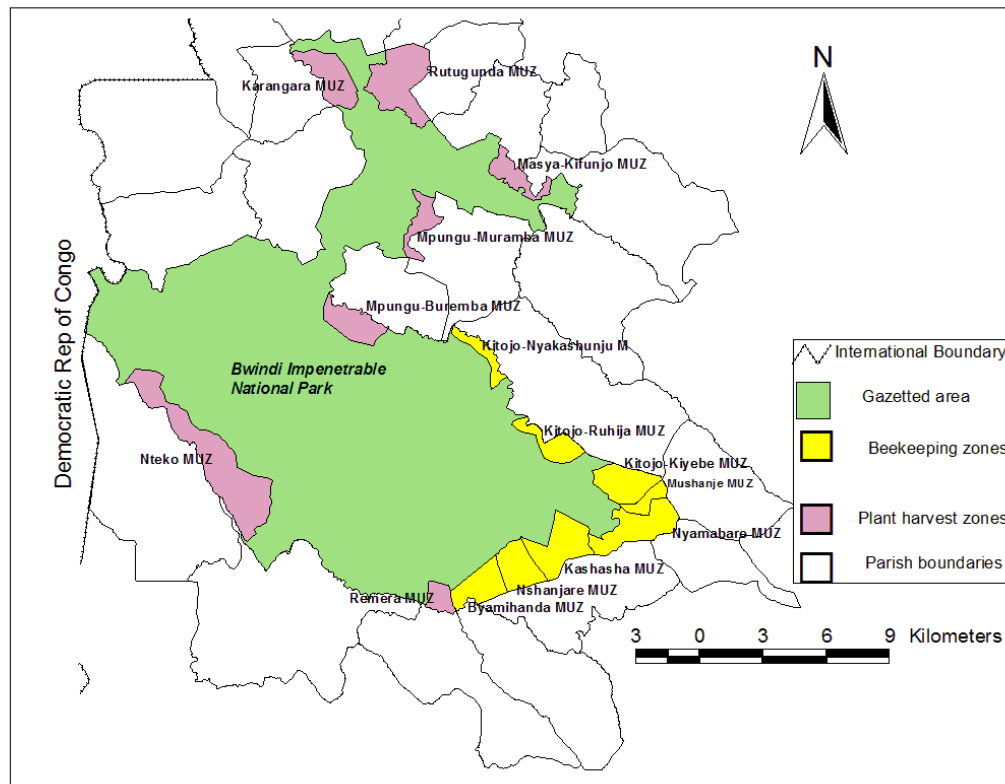 N
Karangara MUZ
Rutugunda MUZ
Masya-Kifunjo MUZ
Mpungu-Muramba MUZ
Mpungu-Buremba MUZ
Kitojo-Nyakashunju M
Bwindi Impenetrable
National Park
Democratic Rep of Congo
Kitojo-Ruhija MUZ
Nteko MUZ
Kitojo-Kiyebe MUZ
Mushanje MUZ
Nyamabare MUZ
Kashasha MUZ
Nshanjare MUZ
Remera MUZ
Byamihanda MUZ
International Boundary
Gazetted area
Beekeeping zones
Plant harvest zones
Parish boundaries
3 0 3 6 9 Kilometers